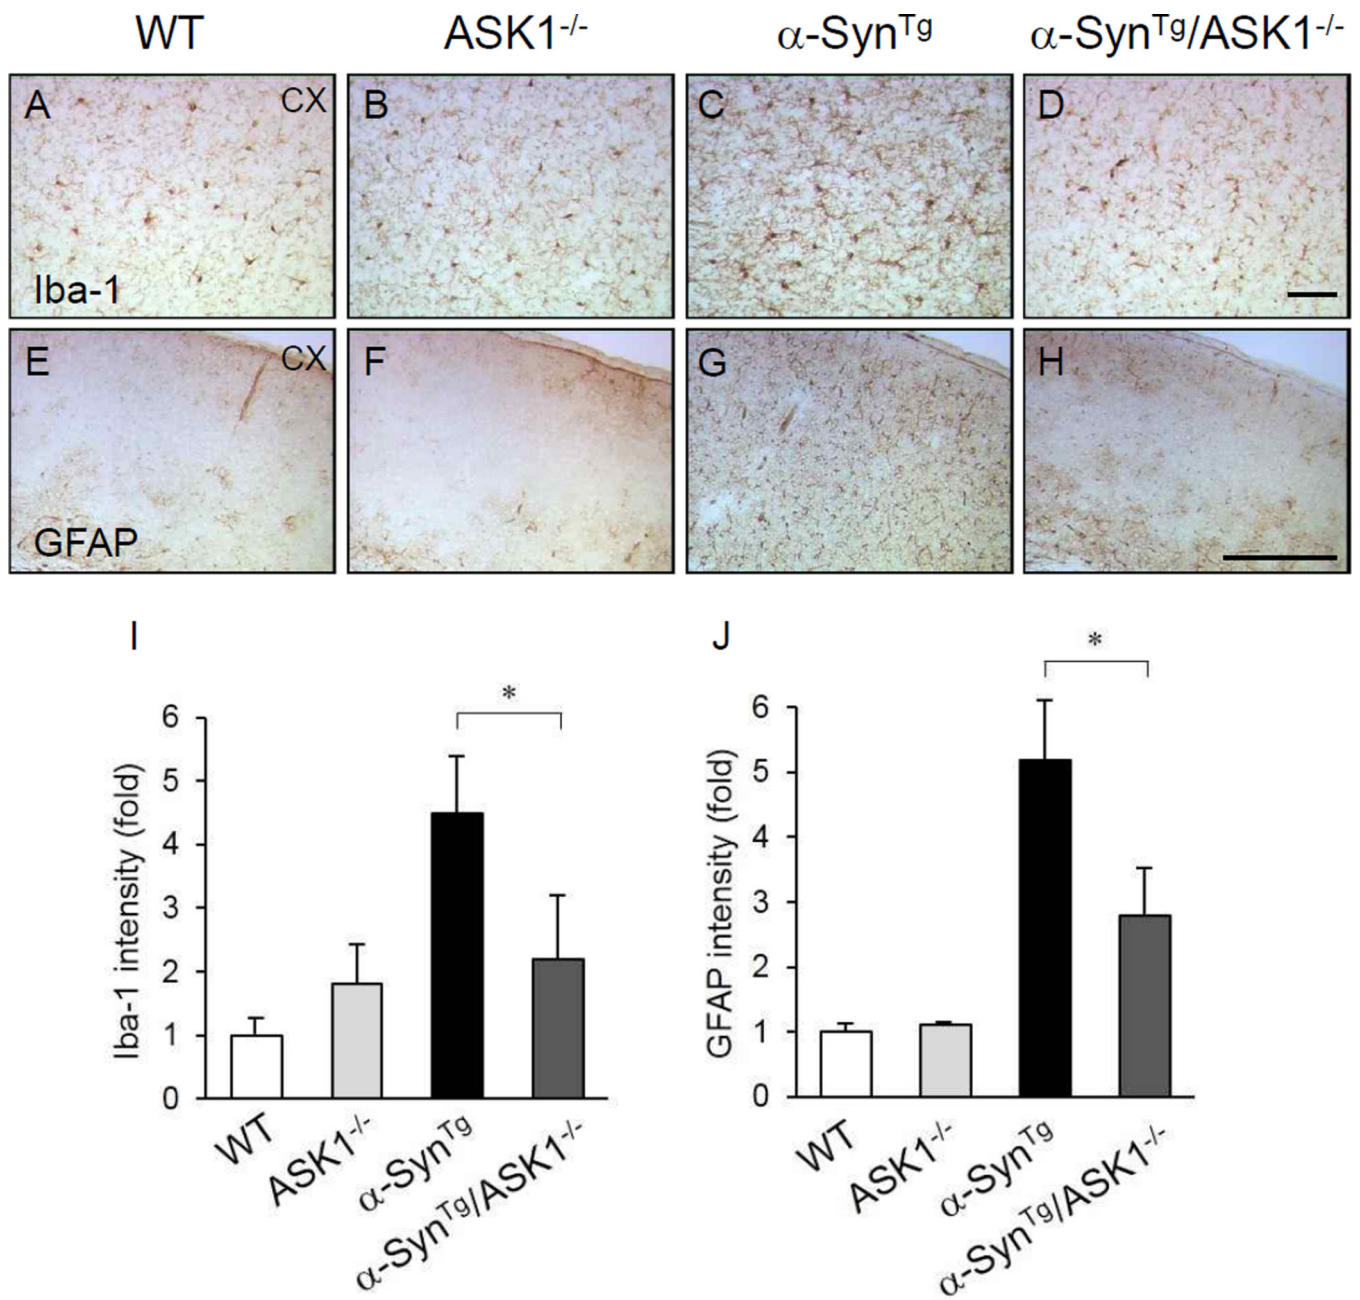 WT ASK1-/- α-SynTg α-SynTg/ASK1-/-
A CX B C D
Iba-1
E CX F G H
GFAP
I J
*
*
6
5
4
3
2
1
0
Iba-1 intensity (fold)
WT
ASK1-/-
α-SynTg
α-SynTg/ASK1-/-
6
5
4
3
2
1
0
GFAP intensity (fold)
WT
ASK1-/-
α-SynTg
α-SynTg/ASK1-/-